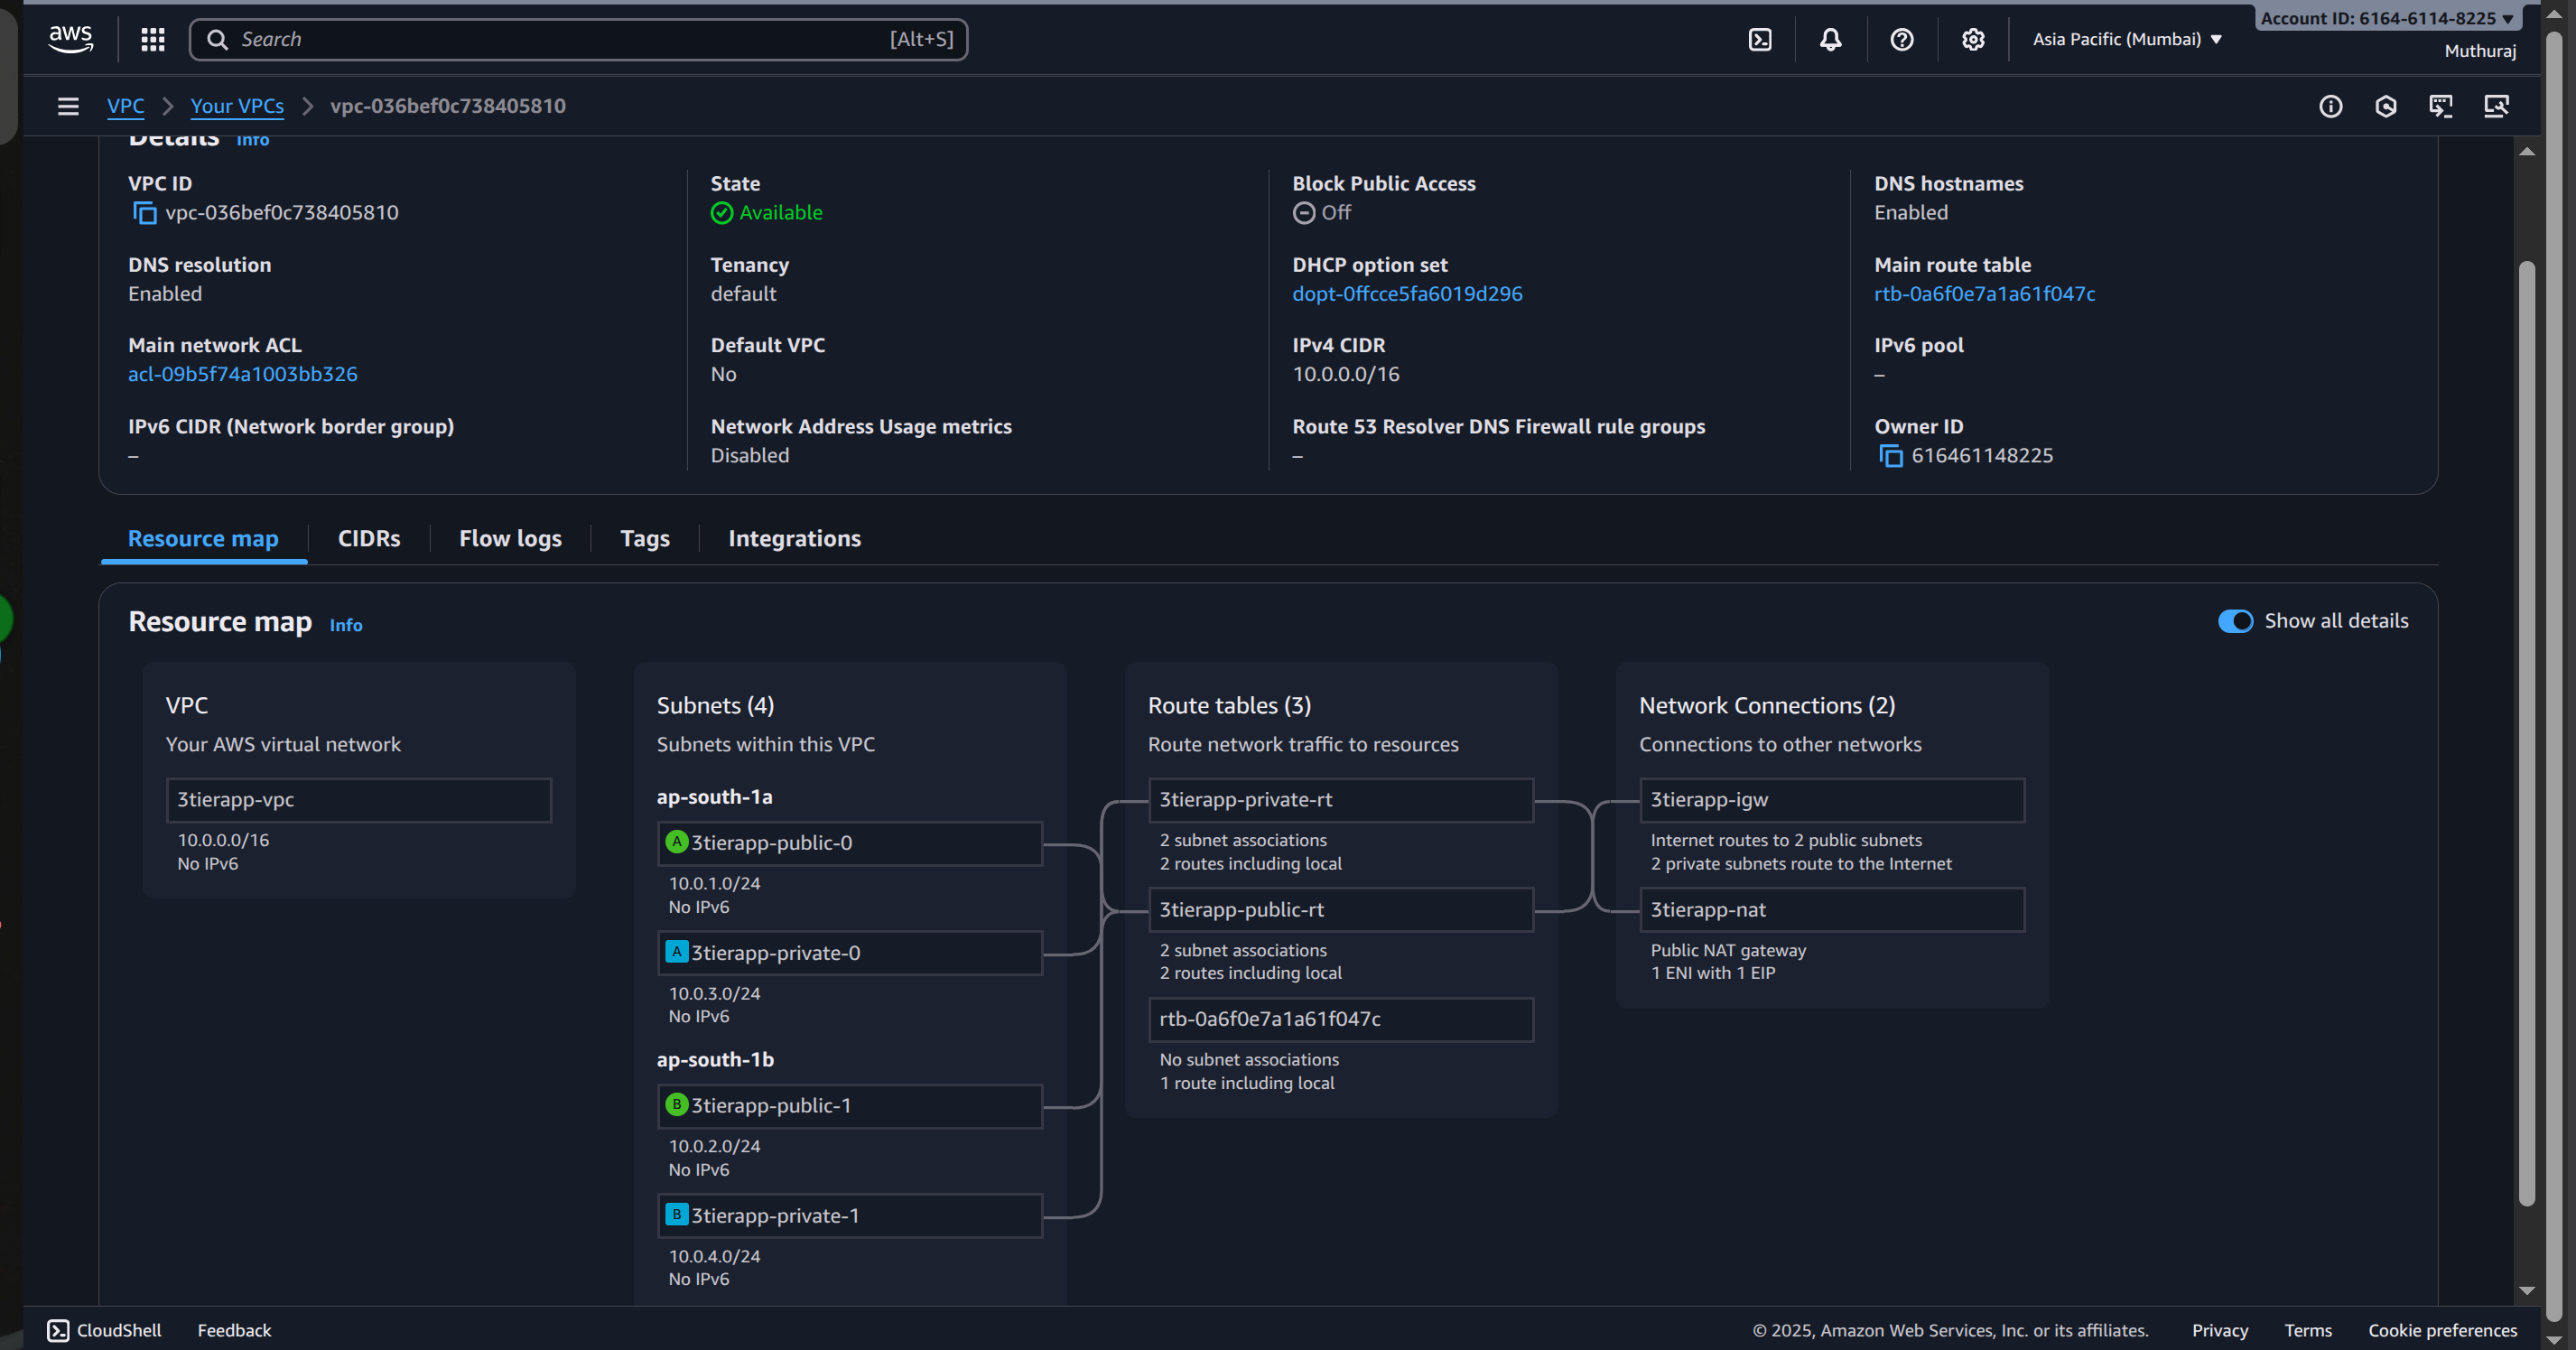 aws
Search [Alt+S]
Asia Pacific (Mumbai)
Account ID: 6164-6114-8225
Muthuraj
VPC
Your VPCs
vpc-036bef0c738405810
Details Info
VPC ID
vpc-036bef0c738405810
State
Available
Block Public Access
Off
DNS hostnames
Enabled
DNS resolution
Enabled
Tenancy
default
DHCP option set
dopt-0ffcce5fa6019d296
Main route table
rtb-0a6f0e7a1a61f047c
Main network ACL
acl-09b5f74a1003bb326
Default VPC
No
IPv4 CIDR
10.0.0.0/16
IPv6 pool
–
IPv6 CIDR (Network border group)
–
Network Address Usage metrics
Disabled
Route 53 Resolver DNS Firewall rule groups
–
Owner ID
616461148225
Resource map
CIDRs
Flow logs
Tags
Integrations
Resource map Info
Show all details
VPC
Your AWS virtual network
3tierapp-vpc
10.0.0.0/16
No IPv6
Subnets (4)
Subnets within this VPC
ap-south-1a
A 3tierapp-public-0
10.0.1.0/24
No IPv6
A 3tierapp-private-0
10.0.3.0/24
No IPv6
ap-south-1b
B 3tierapp-public-1
10.0.2.0/24
No IPv6
B 3tierapp-private-1
10.0.4.0/24
No IPv6
Route tables (3)
Route network traffic to resources
3tierapp-private-rt
2 subnet associations
2 routes including local
3tierapp-public-rt
2 subnet associations
2 routes including local
rtb-0a6f0e7a1a61f047c
No subnet associations
1 route including local
Network Connections (2)
Connections to other networks
3tierapp-igw
Internet routes to 2 public subnets
2 private subnets route to the Internet
3tierapp-nat
Public NAT gateway
1 ENI with 1 EIP
CloudShell
Feedback
© 2025, Amazon Web Services, Inc. or its affiliates.
Privacy
Terms
Cookie preferences